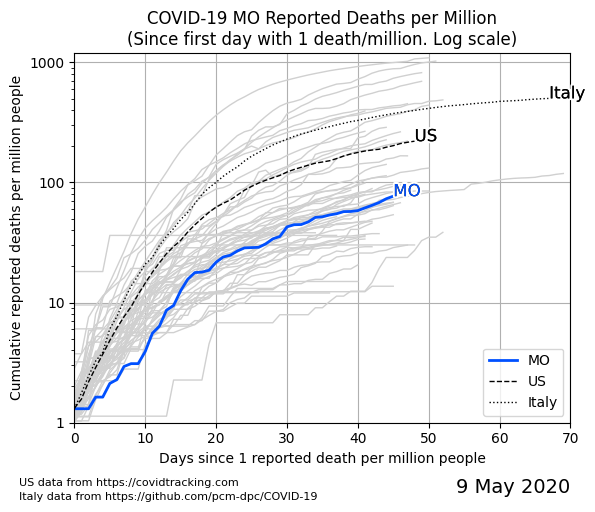 COVID-19 MO Reported Deaths per Million
(Since first day with 1 death/million. Log scale)
Cumulative reported deaths per million people
1000
100
10
1
Italy
US
MO
MO
US
Italy
0 10 20 30 40 50 60 70
Days since 1 reported death per million people
US data from https://covidtracking.com
Italy data from https://github.com/pcm-dpc/COVID-19
9 May 2020